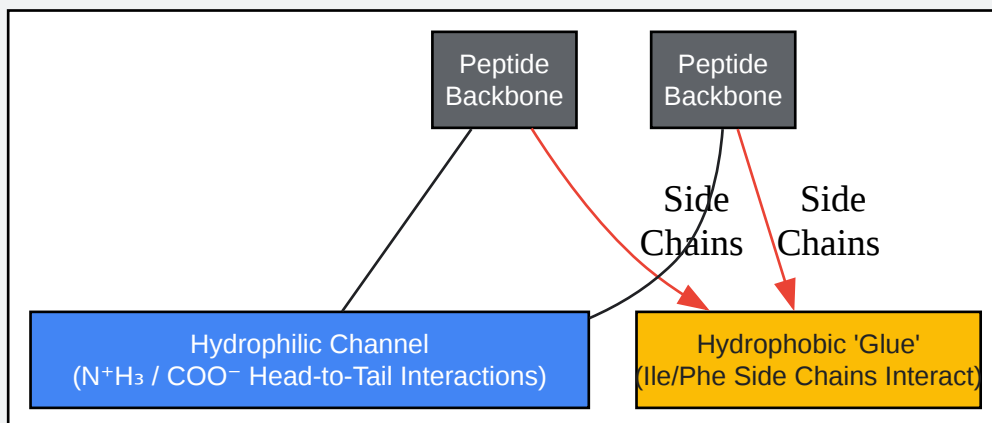 Peptide
Backbone
Peptide
Backbone
Side
Chains
Side
Chains
Hydrophilic Channel
(N⁺H₃ / COO⁻ Head-to-Tail Interactions)
Hydrophobic 'Glue'
(Ile/Phe Side Chains Interact)